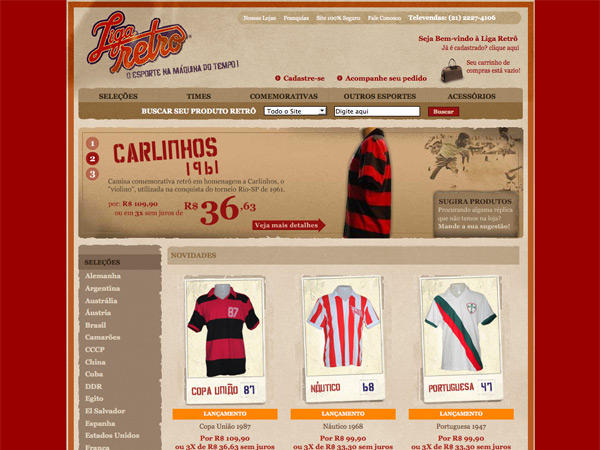 Nossas Lojas Franquias Site 100% Seguro Fale Conosco Televendas: (21) 2227-4106
Liga retrô
O ESPORTE NA MÁQUINA DO TEMPO!
Seja Bem-vindo à Liga Retrô
Já é cadastrado? clique aqui
Seu carrinho de
compras está vazio!
Cadastre-se Acompanhe seu pedido
SELEÇÕES TIMES COMEMORATIVAS OUTROS ESPORTES ACESSÓRIOS
BUSCAR SEU PRODUTO RETRÔ Todo o Site Digite aqui Buscar
1
2
3
CARLINHOS
1961
Camisa comemorativa retrô em homenagem a Carlinhos, o
"violino", utilizada na conquista do torneio Rio-SP de 1961.
por: R$ 109,90
ou em 3x sem juros de
R$ 36,63
Veja mais detalhes
SUGIRA PRODUTOS
Procurando alguma réplica
que não temos na loja?
Mande a sua sugestão!
SELEÇÕES
Alemanha
Argentina
Austrália
Áustria
Brasil
Camarões
CCCP
China
Cuba
DDR
Egito
El Salvador
Espanha
Estados Unidos
França
NOVIDADES
87
COPA UNIÃO 87
LANÇAMENTO
Copa União 1987
Por R$ 109,90
ou 3X de R$ 36,63 sem juros
NÁUTICO 68
LANÇAMENTO
Náutico 1968
Por R$ 99,90
ou 3X de R$ 33,30 sem juros
PORTUGUESA 47
LANÇAMENTO
Portuguesa 1947
Por R$ 99,90
ou 3X de R$ 33,30 sem juros